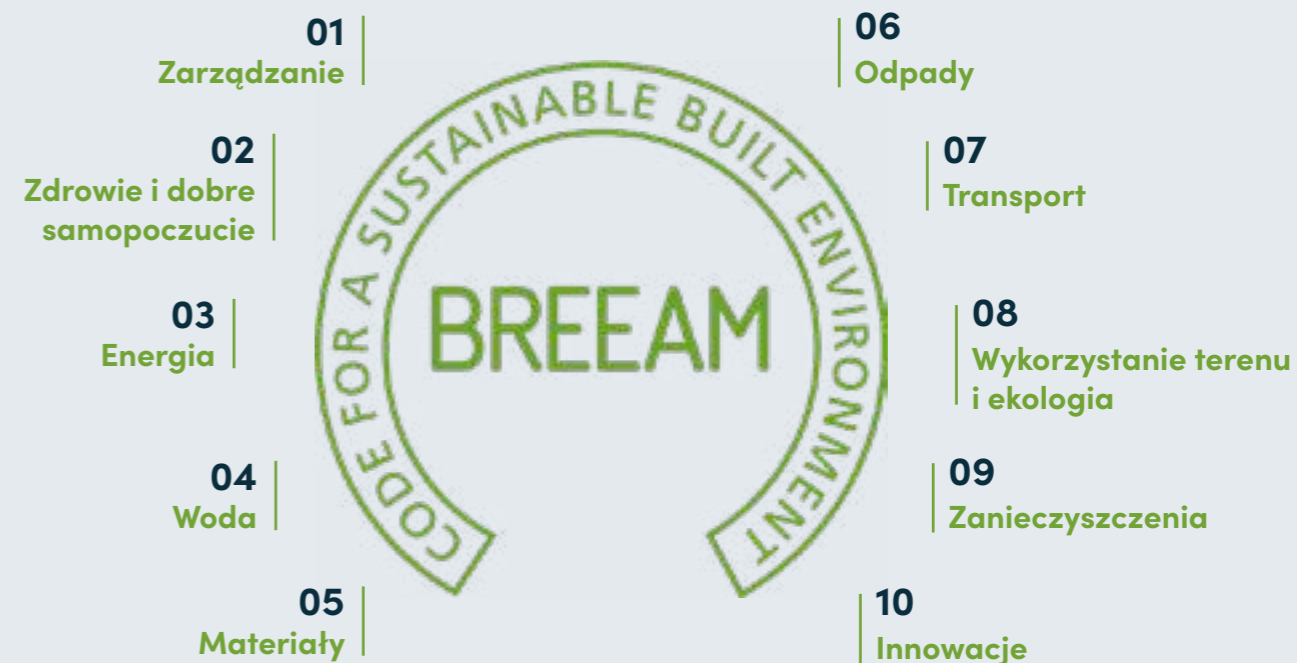 01
Zarządzanie
02
Zdrowie i dobre
samopoczucie
03
Energia
04
Woda
05
Materiały
CODE FOR A SUSTAINABLE BUILT ENVIRONMENT
BREEAM
06
Odpady
07
Transport
08
Wykorzystanie terenu
i ekologia
09
Zanieczyszczenia
10
Innowacje